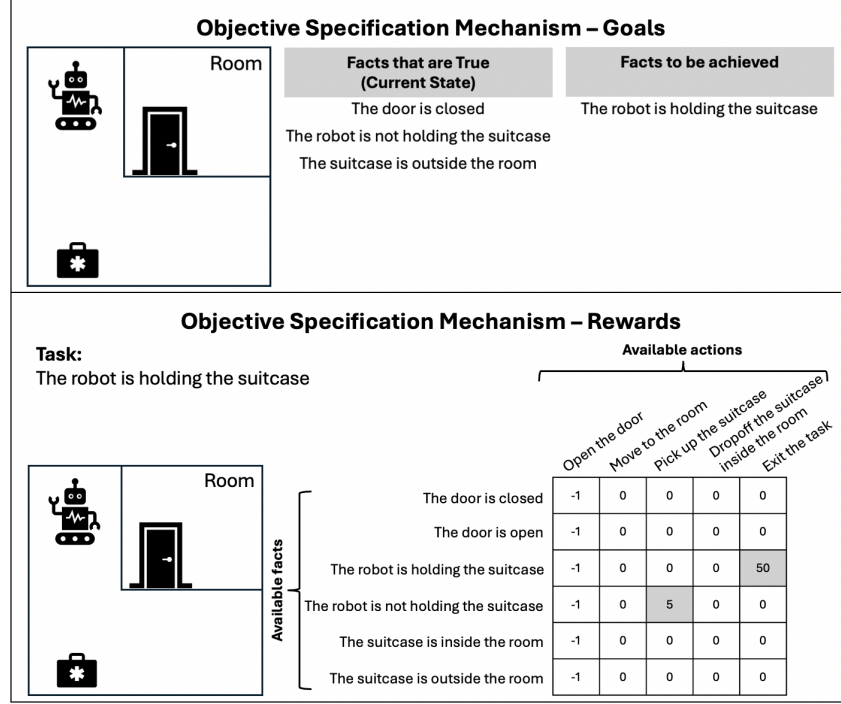 Objective Specification Mechanism – Goals
Room
Facts that are True
(Current State)
Facts to be achieved
The door is closed
The robot is holding the suitcase
The robot is not holding the suitcase
The suitcase is outside the room
Objective Specification Mechanism – Rewards
Task:
The robot is holding the suitcase
Available actions
Open the door
Move to the room
Pick up the suitcase
Dropoff the suitcase
inside the room
Exit the task
Room
Available facts
The door is closed -1 0 0 0 0
The door is open -1 0 0 0 0
The robot is holding the suitcase -1 0 0 0 50
The robot is not holding the suitcase -1 0 5 0 0
The suitcase is inside the room -1 0 0 0 0
The suitcase is outside the room -1 0 0 0 0